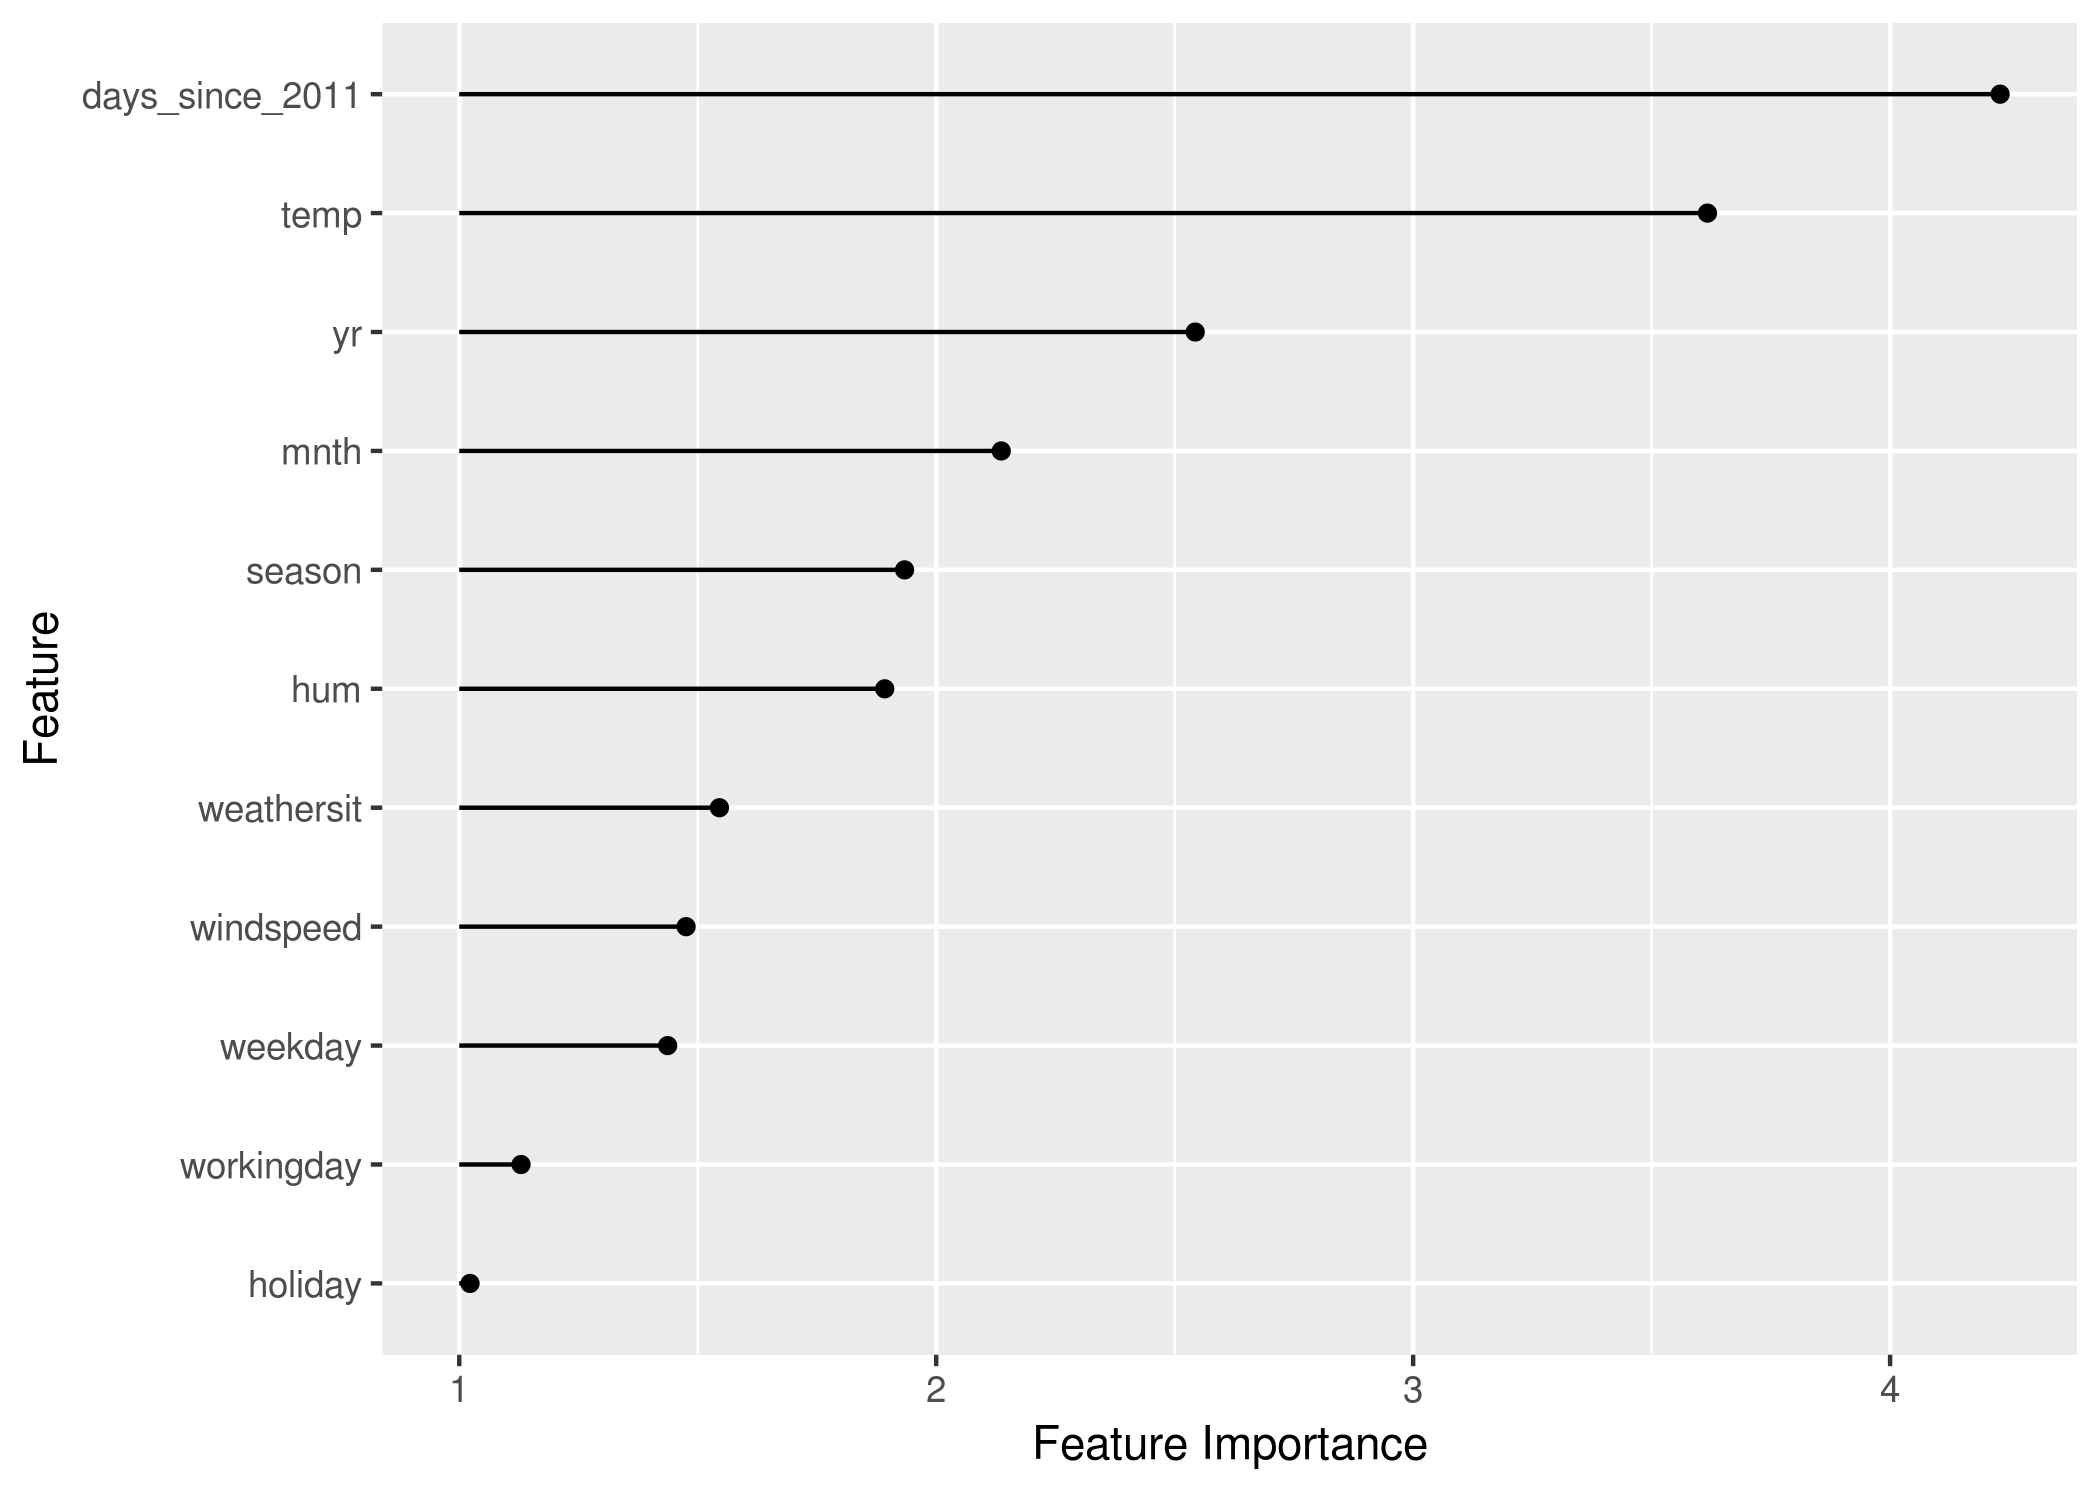 days_since_2011
temp
yr
mnth
season
hum
weathersit
windspeed
weekday
workingday
holiday
Feature
1 2 3 4
Feature Importance